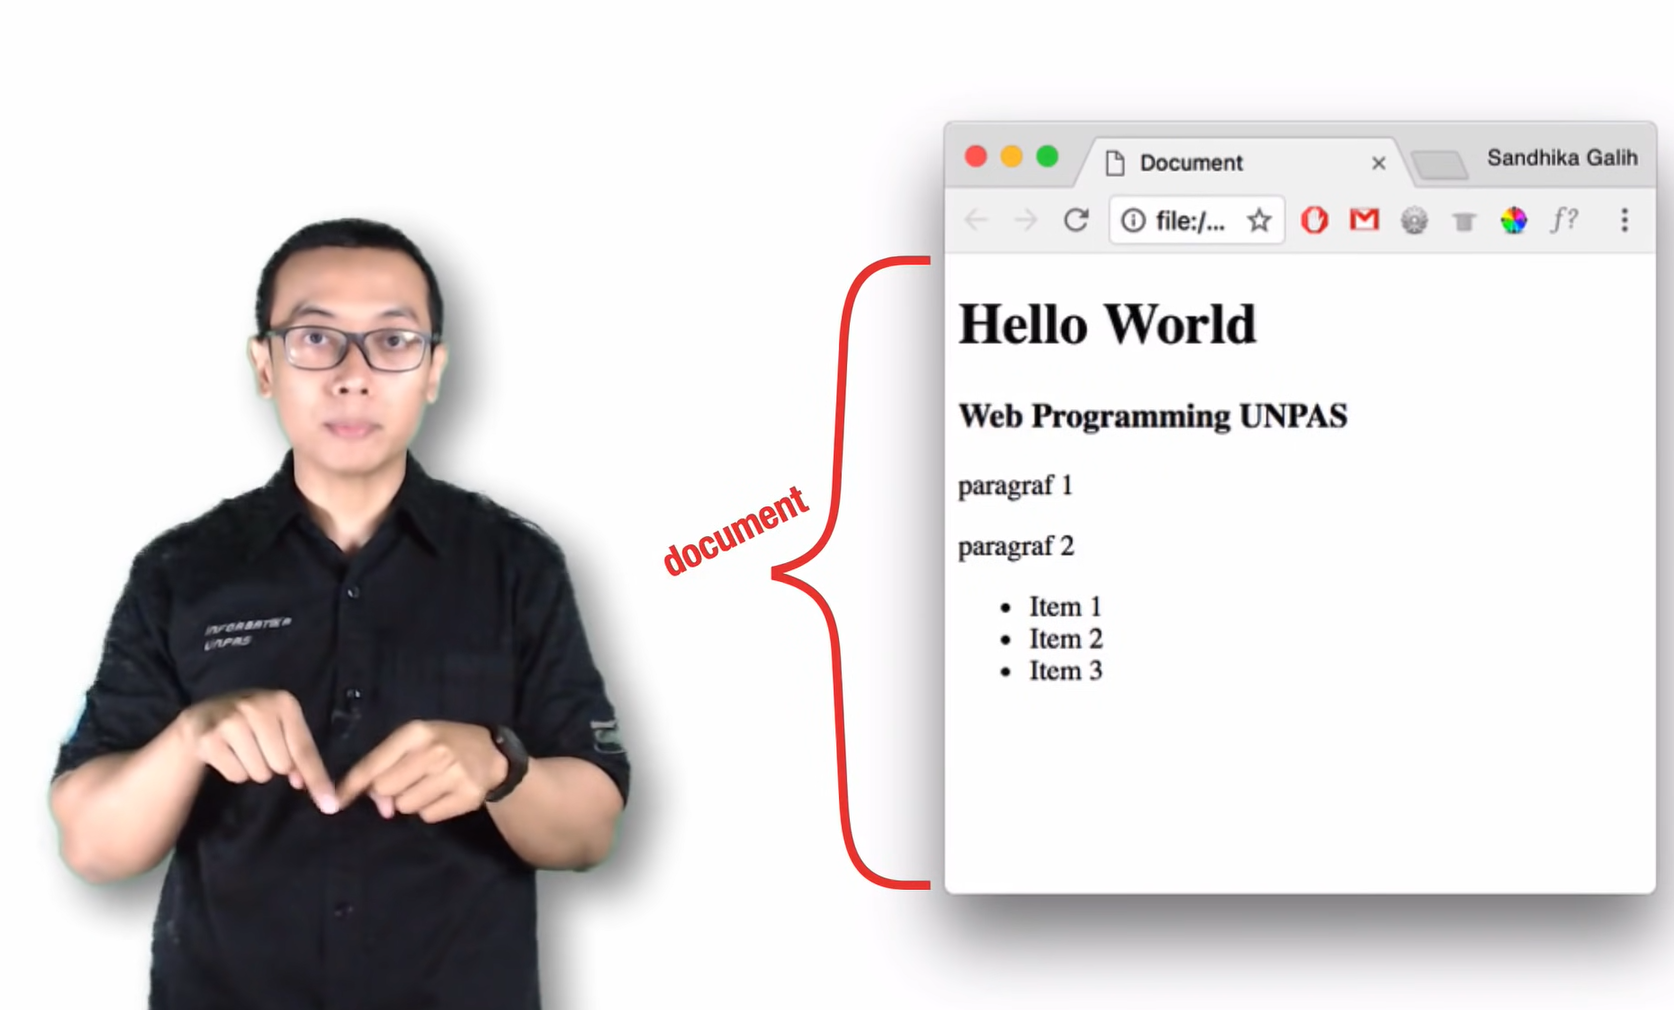 Document
Sandhika Galih
file:/...
f?
Hello World
Web Programming UNPAS
paragraf 1
paragraf 2
Item 1
Item 2
Item 3
document
INFORMATIKA
UNPAS